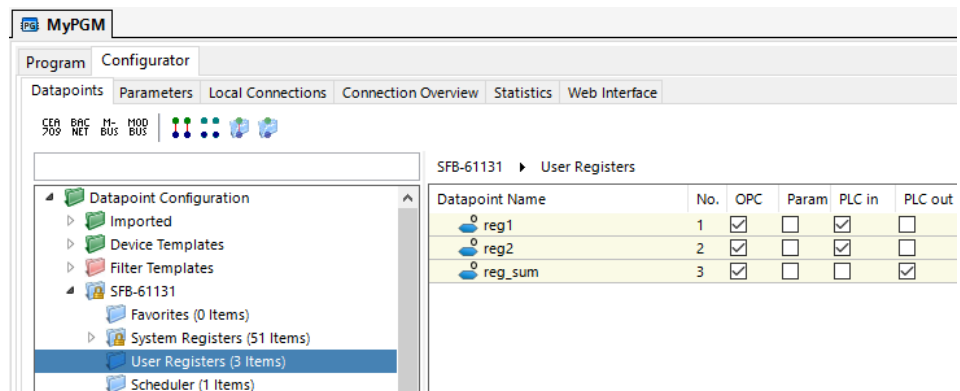 PG MyPGM
Program Configurator
Datapoints Parameters Local Connections Connection Overview Statistics Web Interface
CEA 709 BAC NET M-BUS MOD BUS
SFB-61131 User Registers
Datapoint Configuration
Datapoint Name No. OPC Param PLC in PLC out
Imported
reg1 1
Device Templates
reg2 2
Filter Templates
reg_sum 3
SFB-61131
Favorites (0 Items)
System Registers (51 Items)
User Registers (3 Items)
Scheduler (1 Items)